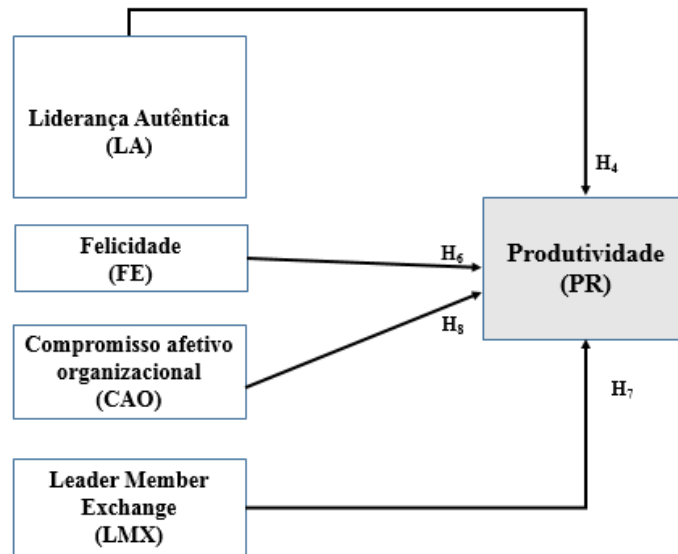 Liderança Autêntica
(LA)
H₄
Felicidade
(FE)
H₆
Produtividade
(PR)
Compromisso afetivo
organizacional
(CAO)
H₈
H₇
Leader Member
Exchange
(LMX)